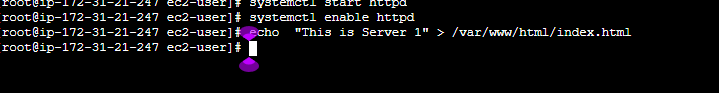 root@ip-172-31-21-247 ec2-user]# systemctl start httpd
root@ip-172-31-21-247 ec2-user]# systemctl enable httpd
root@ip-172-31-21-247 ec2-user]# echo  "This is Server 1" > /var/www/html/index.html
root@ip-172-31-21-247 ec2-user]#